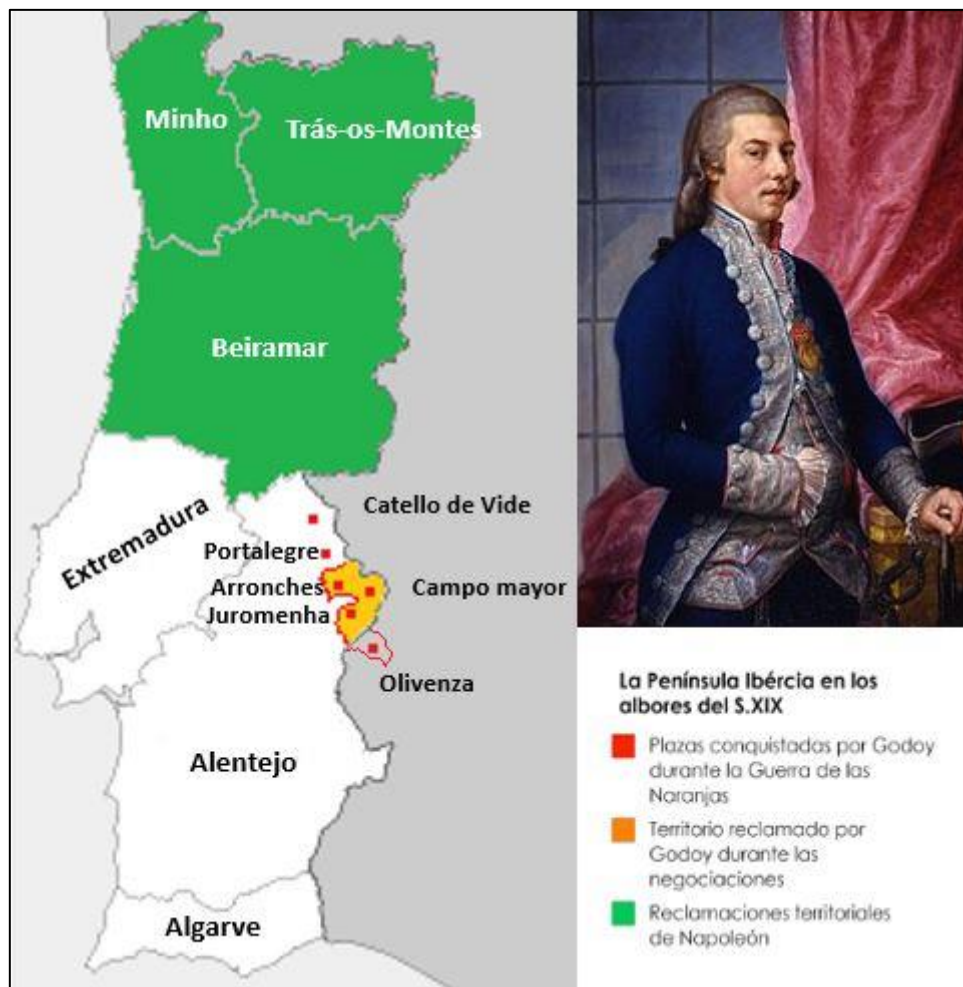 Minho
Trás-os-Montes
Beiramar
Extremadura
Catello de Vide
Portalegre
Arronches
Campo mayor
Juromenha
Olivenza
Alentejo
Algarve
La Península Ibércia en los
albores del S.XIX
Plazas conquistadas por Godoy
durante la Guerra de las
Naranjas
Territorio reclamado por
Godoy durante las
negociaciones
Reclamaciones territoriales
de Napoleón